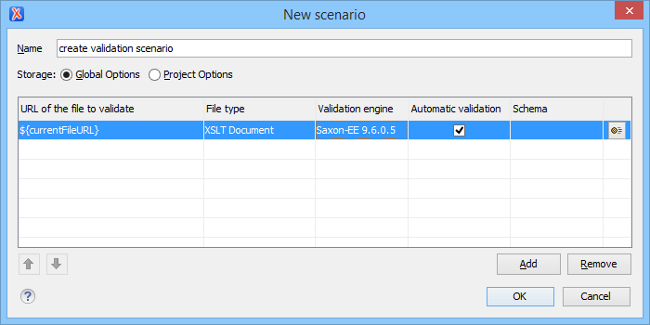 New scenario
Name create validation scenario
Storage: Global Options Project Options
URL of the file to validate File type Validation engine Automatic validation Schema
${currentFileURL} XSLT Document Saxon-EE 9.6.0.5
Add Remove
? OK Cancel